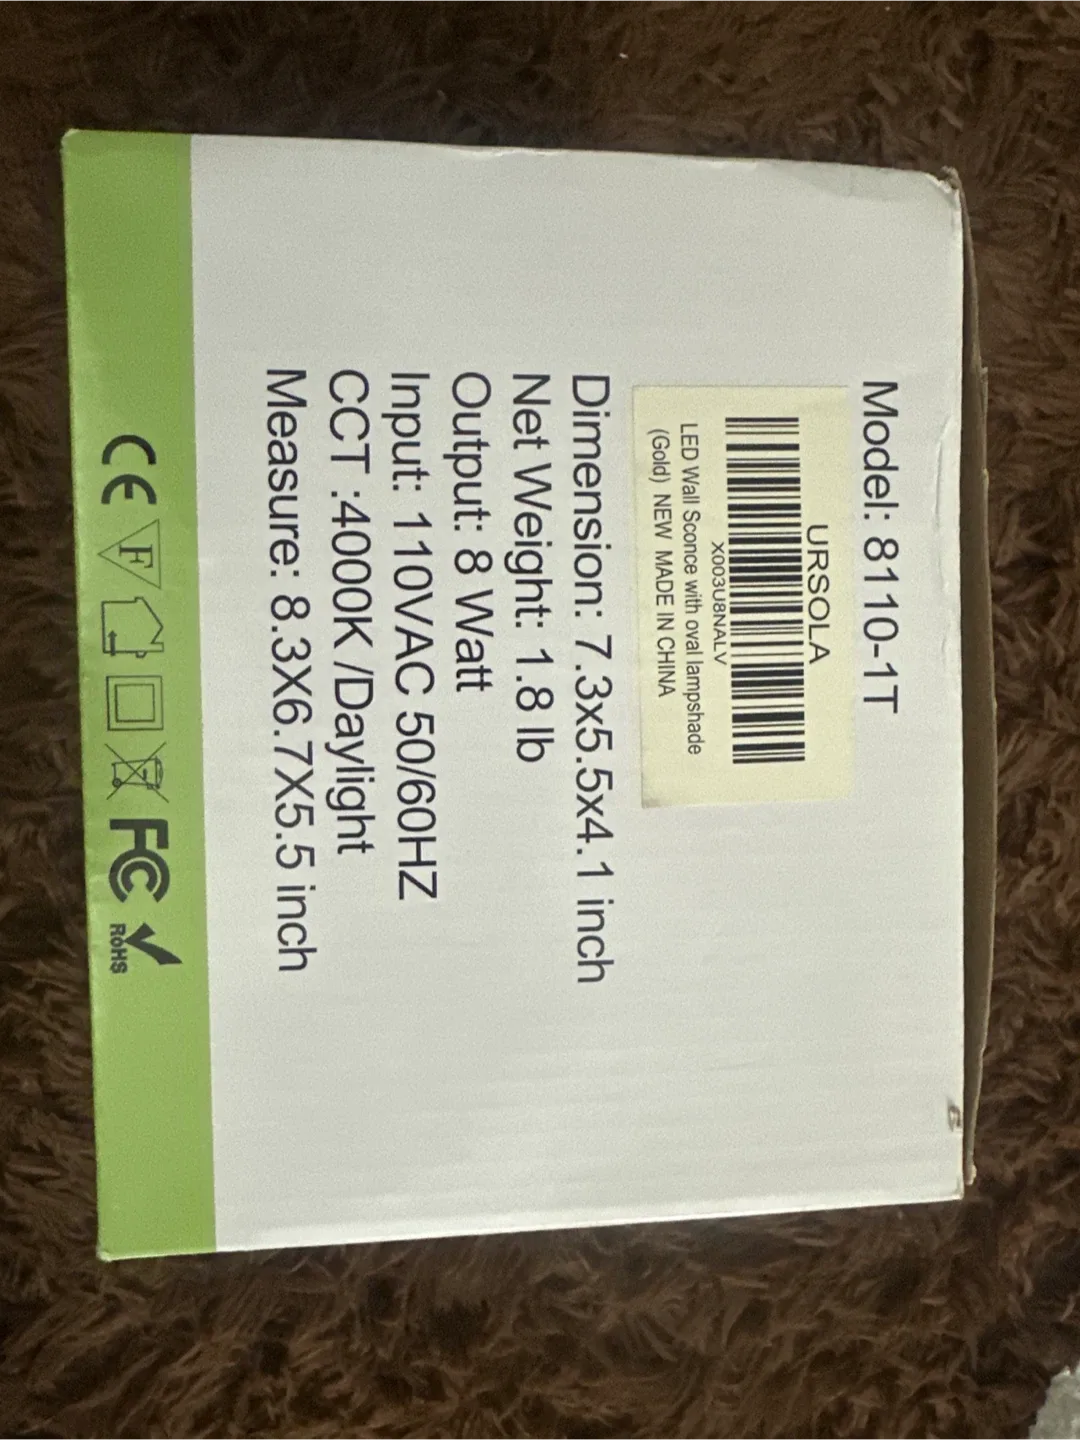 Model: 8110-1T
URSOLA
X003U8NALV
LED Wall Sconce with oval lampshade
(Gold) NEW MADE IN CHINA
Dimension: 7.3x5.5x4.1 inch
Net Weight: 1.8 lb
Output: 8 Watt
Input: 110VAC 50/60HZ
CCT :4000K /Daylight
Measure: 8.3X6.7X5.5 inch
CE F FC RoHS